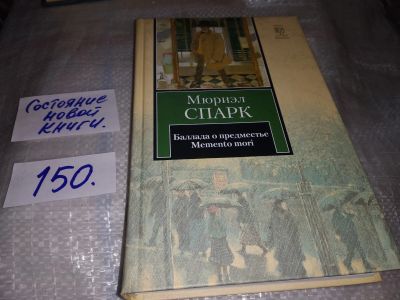 Состояние
новой
книги.
150.
Мюриэл
СПАРК
Баллада о предместье
Memento mori